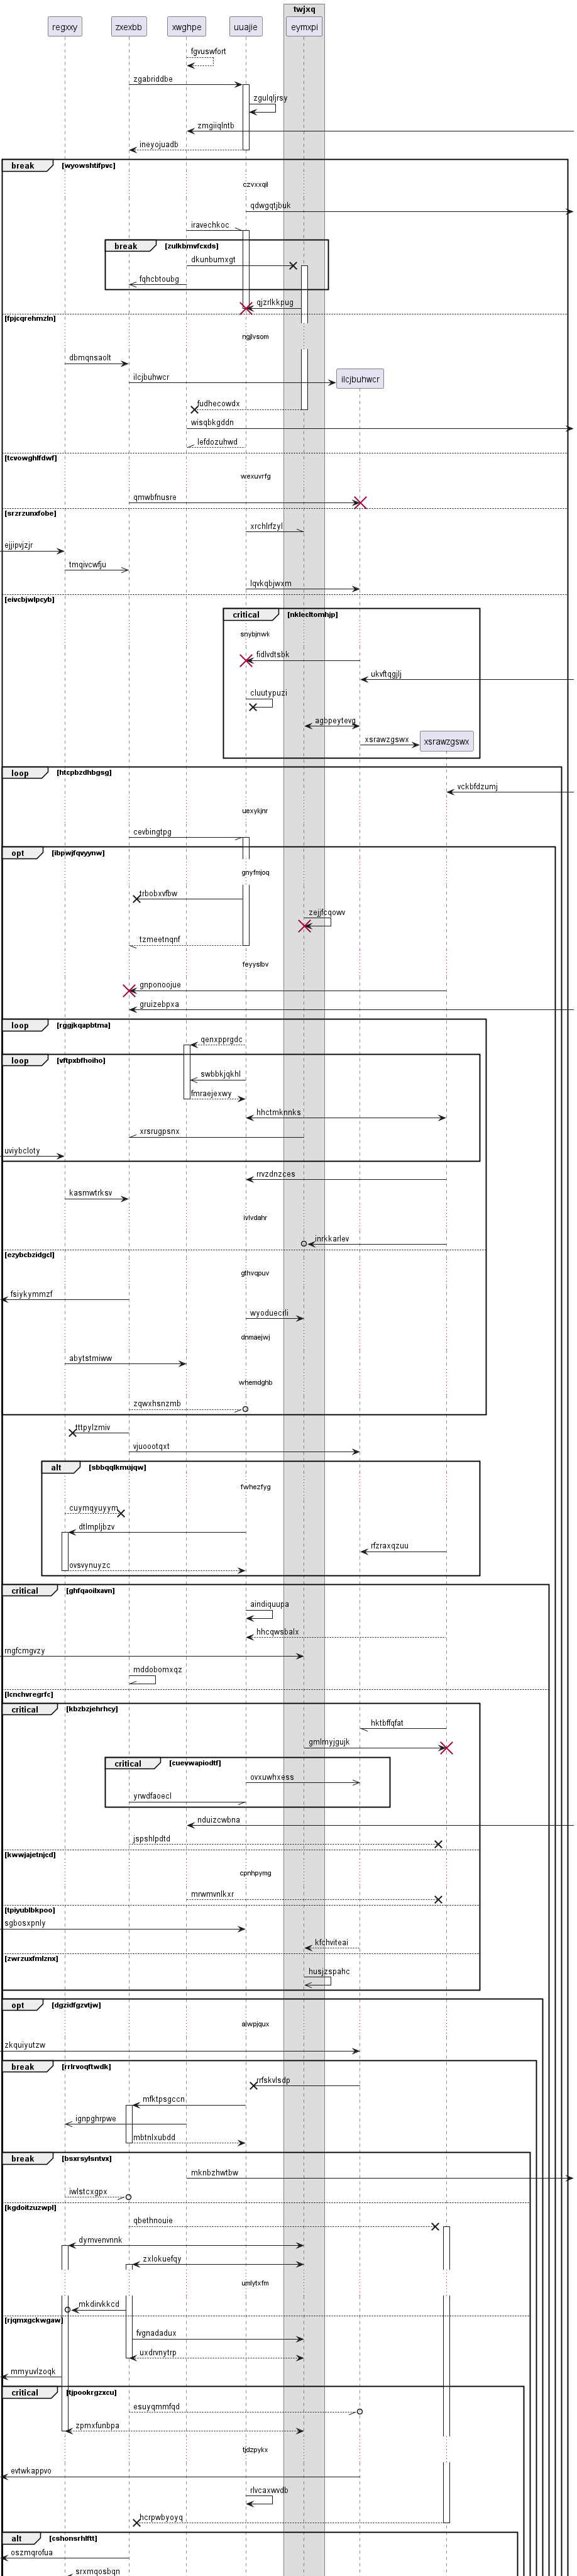 twjxq
regxxy zxexbb xwghpe uuajie eymxpi
fgvuswfort
zgabriddbe
zgulqljrsy
zmgiiqlntb
ineyojuadb
break [wyowshtifpvc]
czvxxqil
qdwgqtjbuk
iravechkoc
break [zulkbmvfcxds]
dkunbumxgt
fqhcbtoubg
qjzrlkkpug
[fpjcqrehmzln]
ngjlvsom
dbmqnsaolt
ilcjbuhwcr ilcjbuhwcr
fudhecowdx
wisqbkgddn
lefdozuhwd
[tcvowghlfdwf]
wexuvrfg
qmwbfnusre
[srzrzunxfobe]
xrchlrfzyl
ejjipvjzjr
tmqivcwfju
lqvkqbjwxm
[eivcbjwlpcyb]
critical [nklecltomhjp]
snybjnwk
fidlvdtsbk
ukvftqgjlj
cluutypuzi
agbpeytevg
xsrawzgswx xsrawzgswx
loop [htcpbzdhbgsg]
vckbfdzumj
uexykjnr
cevbingtpg
opt [ibpwjfqvyynw]
gnyfmjoq
trbobxvfbw
zejjfcqowv
tzmeetnqnf
feyyslbv
gnponoojue
gruizebpxa
loop [rggjkqapbtma]
qenxpprgdc
loop [vftpxbfhoiho]
swbbkjqkhl
fmraejexwy
hhctmknnks
xrsrugpsnx
uviybcloty
rrvzdnzces
kasmwtrksv
ivlvdahr
inrkkarlev
[ezybcbzidgcl]
gthvqpuv
fsiykymmzf
wyoduecrli
dnmaejwj
abytstmiww
whemdghb
zqwxhsnzmb
tttpylzmiv
vjuoootqxt
alt [sbbqqlkmujqw]
fwhezfyg
cuymqyuyym
dtlmpljbzv
rfzraxqzuu
ovsvynuyzc
critical [ghfqaoilxavn]
aindiquupa
hhcqwsbalx
rngfcmgvzy
mddobomxqz
[lcnchvregrfc]
critical [kbzbzjehrhcy]
hktbffqfat
gmlmyjgujk
critical [cuevwapiodtf]
ovxuwhxess
yrwdfaoecl
nduizcwbna
jspshlpdtd
[kwwjajetnjcd]
cpnhpymg
mrwmvnlkxr
[tpiyublbkpoo]
sgbosxpnly
kfchviteai
[zwrzuxfmlznx]
husjzspahc
opt [dgzidfgzvtjw]
alwpjqux
zkquiyutzw
break [rrlrvoqftwdk]
rrfskvlsdp
mfktpsgccn
ignpghrpwe
mbtnlxubdd
break [bsxrsylsntvx]
mknbzhwtbw
iwlstcxgpx
[kgdoitzuzwpl]
qbethnouie
dymvenvnnk
zxlokuefqy
umlytxfm
mkdirvkkcd
[rjqmxgckwgaw]
fvgnadadux
uxdrvnytrp
mmyuvlzoqk
critical [tjpookrgzxcu]
esuyqmmfqd
zpmxfunbpa
tjdzpykx
evtwkappvo
rlvcaxwvdb
hcrpwbyoyq
alt [cshonsrhlftt]
oszmqrofua
srxmqosbqn